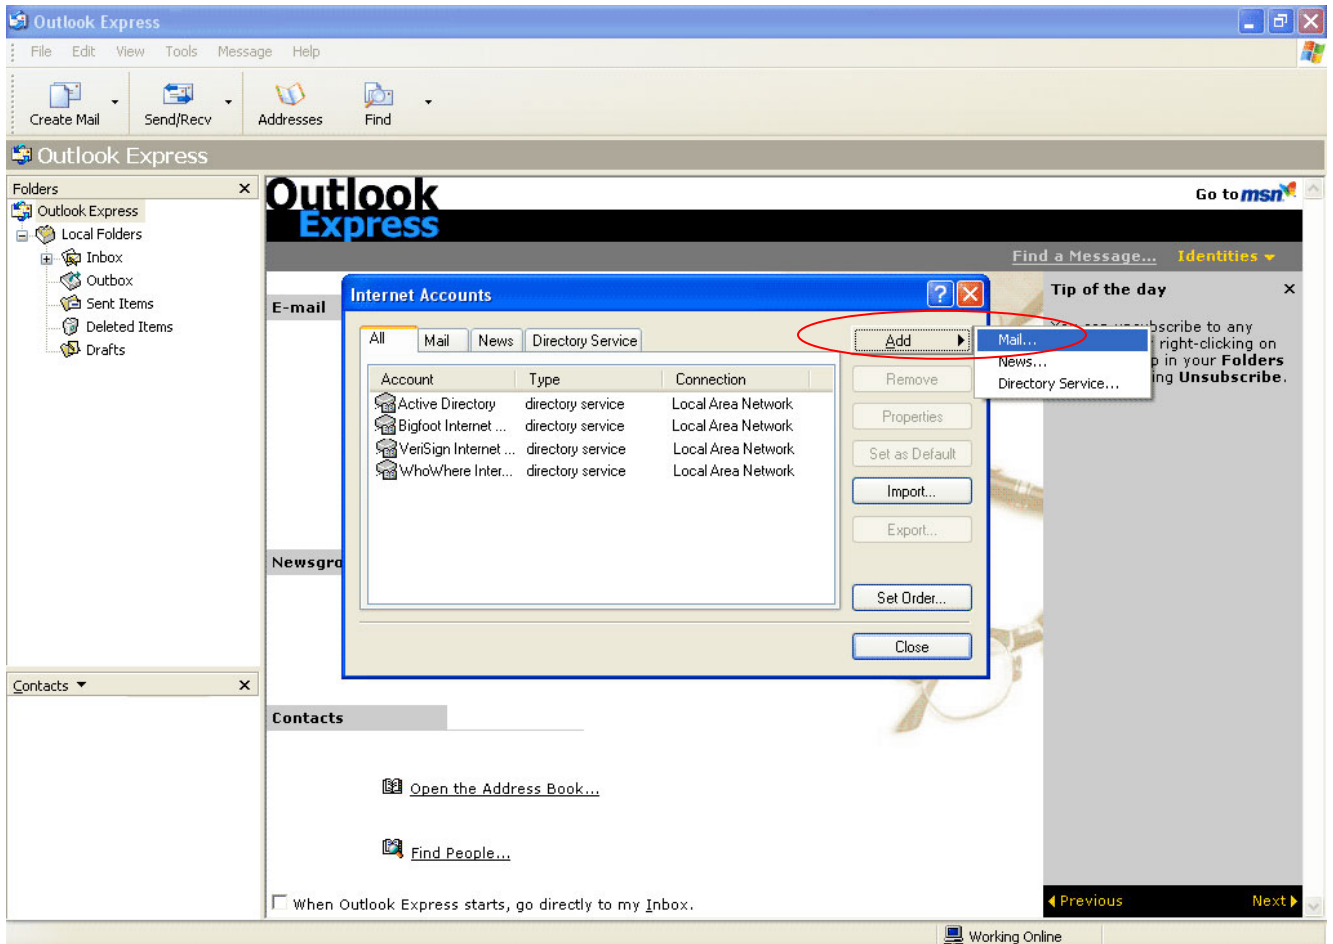 Outlook Express
File Edit View Tools Message Help
Create Mail Send/Recv Addresses Find
Outlook Express
Folders
Outlook Express
Local Folders
Inbox
Outbox
Sent Items
Deleted Items
Drafts
Contacts
Outlook
Express
Go to msn
Find a Message... Identities
E-mail
Newsgro
Contacts
Open the Address Book...
Find People...
When Outlook Express starts, go directly to my Inbox.
Internet Accounts
All Mail News Directory Service
Account Type Connection
Active Directory directory service Local Area Network
Bigfoot Internet ... directory service Local Area Network
VeriSign Internet ... directory service Local Area Network
WhoWhere Inter... directory service Local Area Network
Add
Remove
Properties
Set as Default
Import...
Export...
Set Order...
Close
Mail...
News...
Directory Service...
Tip of the day
to any
right-clicking on
in your Folders
Unsubscribe.
Previous Next
Working Online